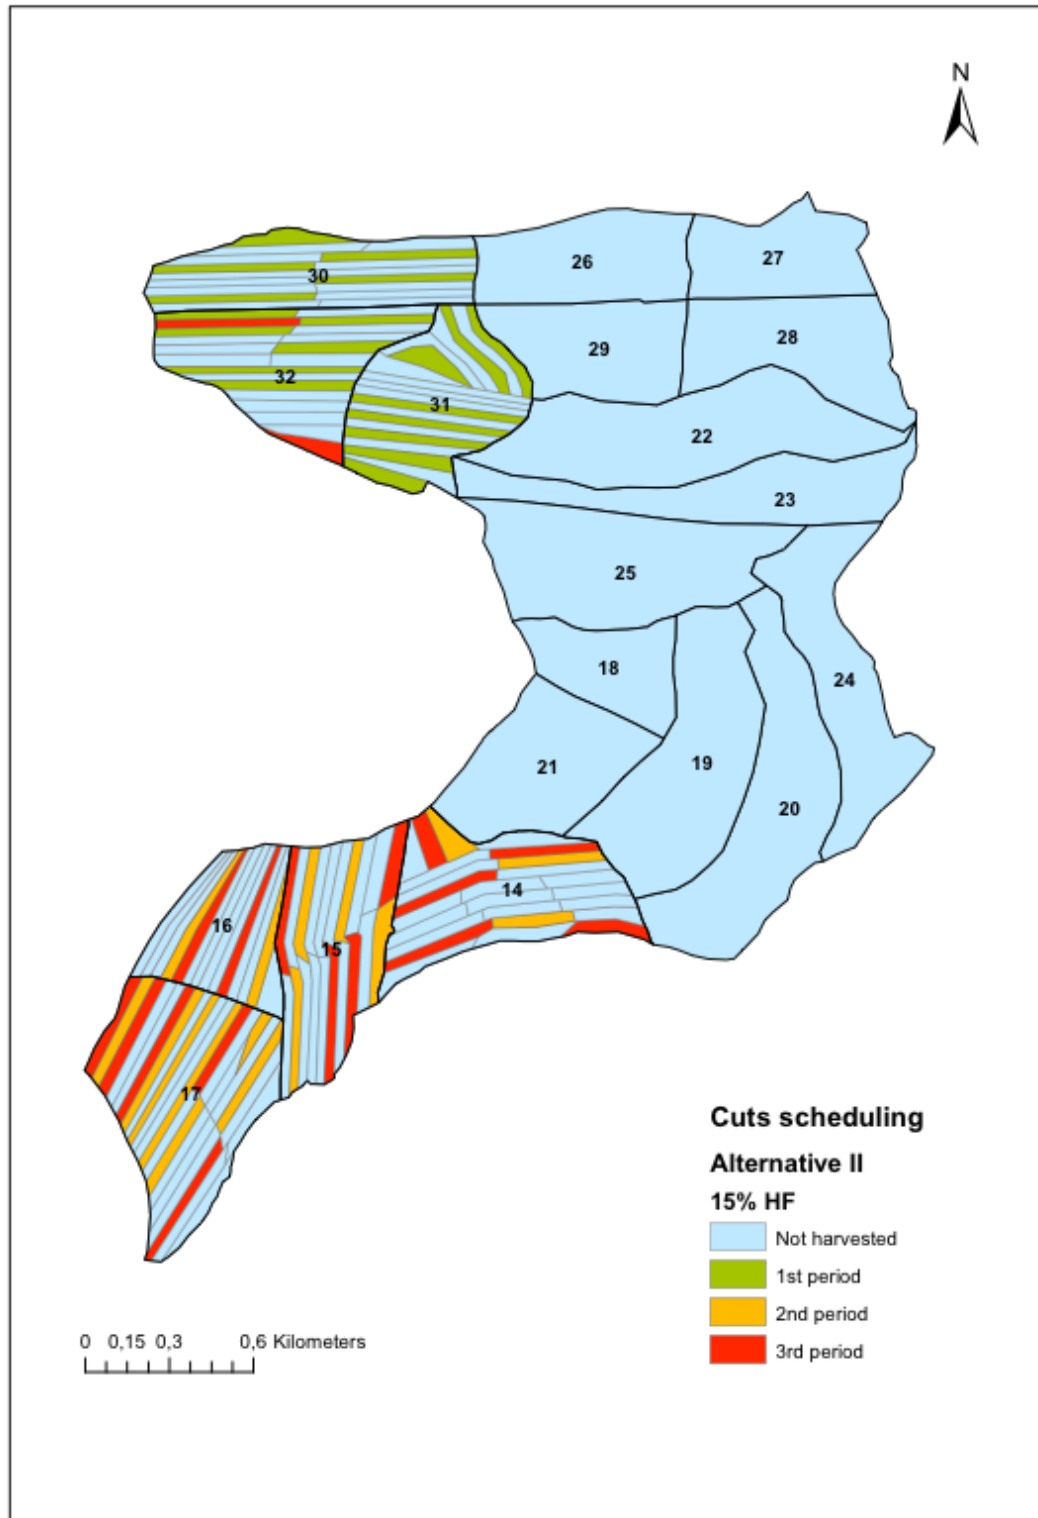 N
27
26
30
28
29
32
31
22
23
25
18
24
19
21
20
14
16
15
17
Cuts scheduling
Alternative II
15% HF
Not harvested
1st period
2nd period
3rd period
0 0,15 0,3 0,6 Kilometers